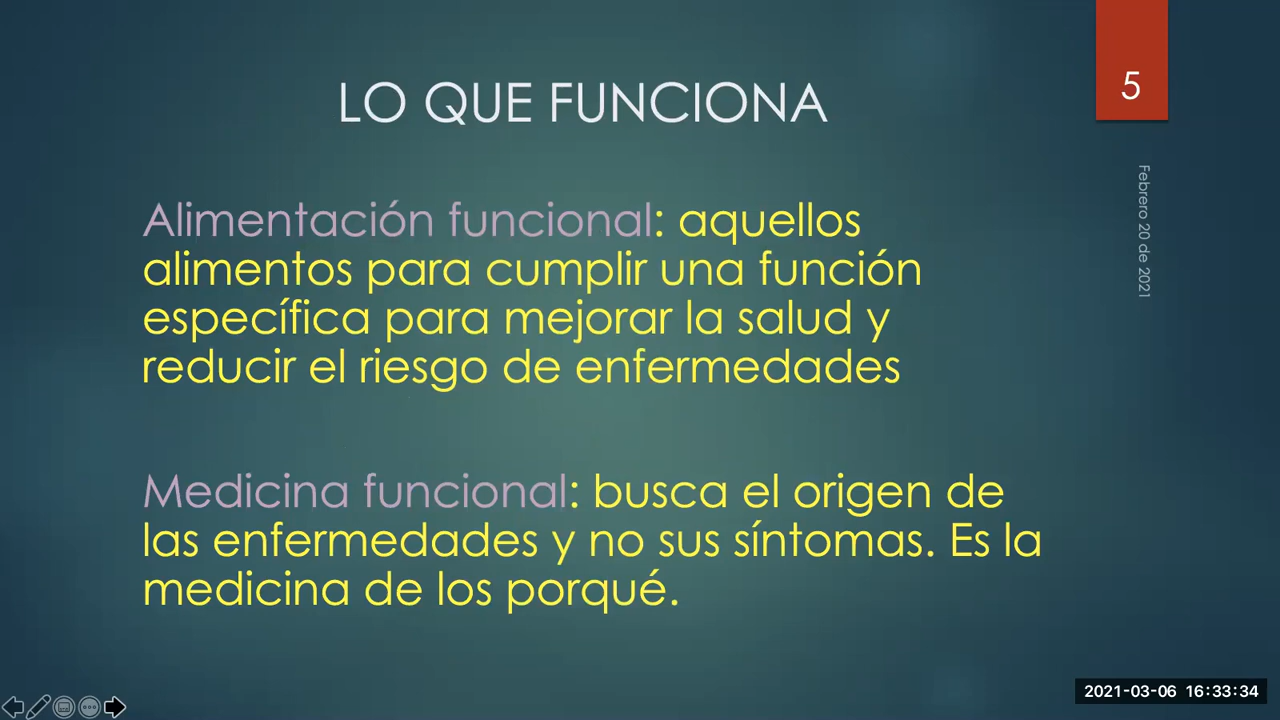 LO QUE FUNCIONA
5
Febrero 20 de 2021
Alimentación funcional: aquellos
alimentos para cumplir una función
específica para mejorar la salud y
reducir el riesgo de enfermedades
Medicina funcional: busca el origen de
las enfermedades y no sus síntomas. Es la
medicina de los porqué.
2021-03-06 16:33:34